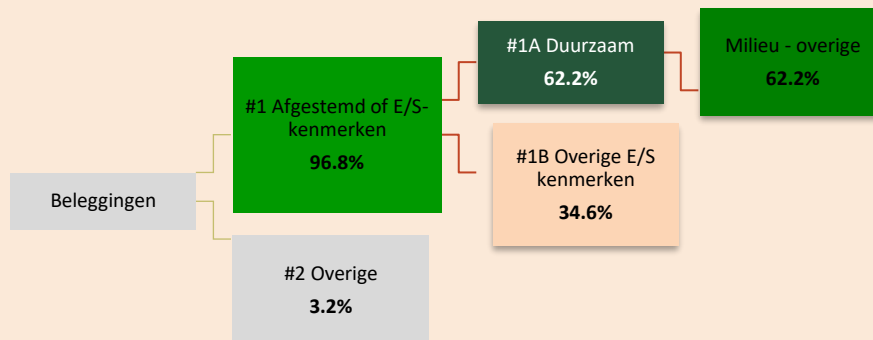 Beleggingen
#1 Afgestemd of E/S-
kenmerken
96.8%
#2 Overige
3.2%
#1A Duurzaam
62.2%
#1B Overige E/S
kenmerken
34.6%
Milieu - overige
62.2%